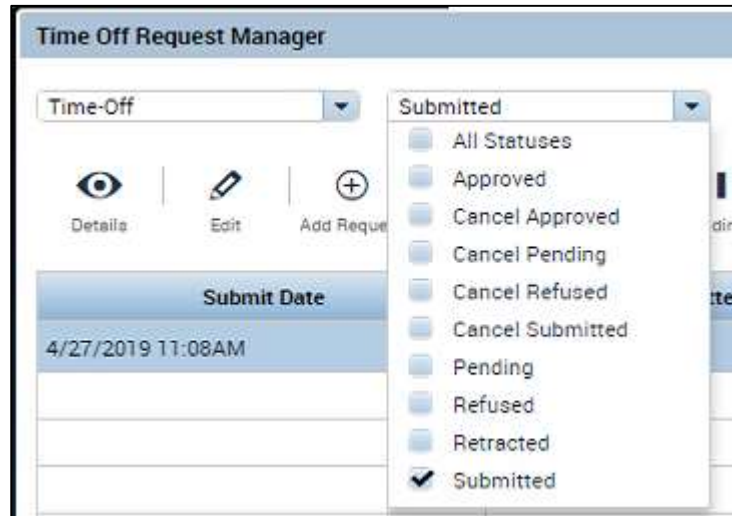 Time Off Request Manager
Time-Off
Submitted
All Statuses
Approved
Cancel Approved
Cancel Pending
Cancel Refused
Cancel Submitted
Pending
Refused
Retracted
Submitted
Details
Edit
Add Reque
Submit Date
4/27/2019 11:08AM